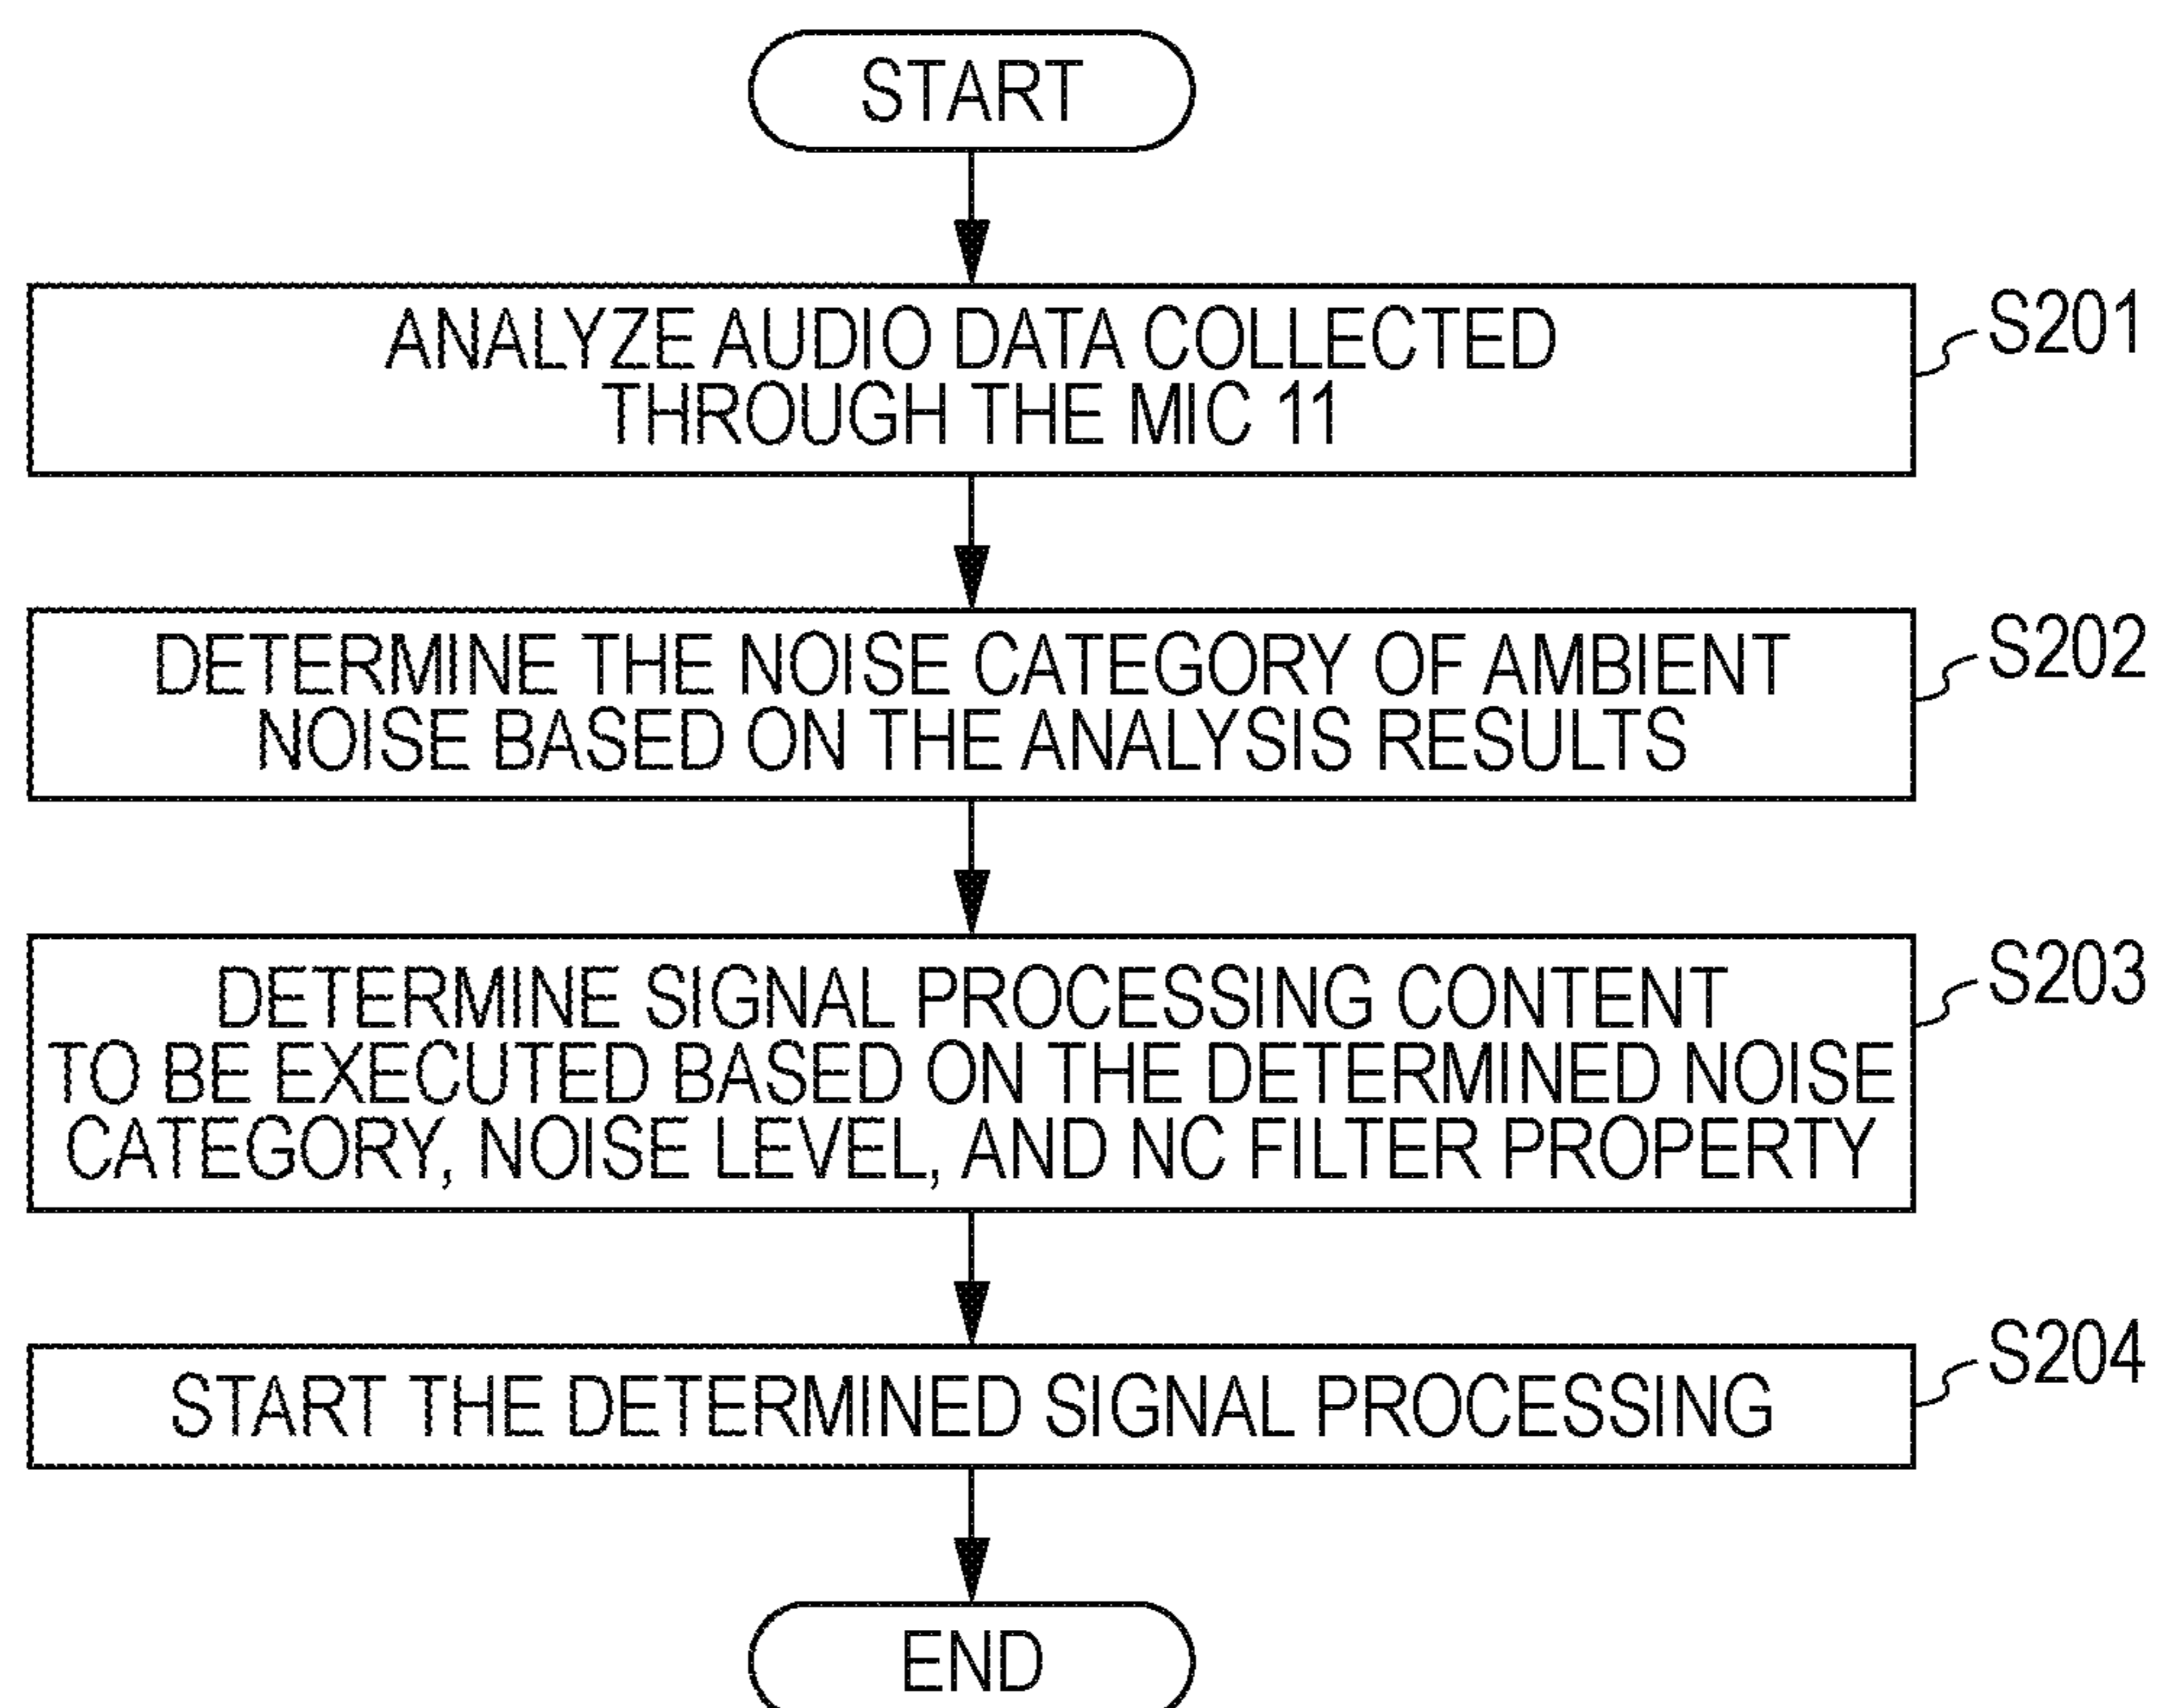 START
ANALYZE AUDIO DATA COLLECTED
THROUGH THE MIC 11
S201
DETERMINE THE NOISE CATEGORY OF AMBIENT
NOISE BASED ON THE ANALYSIS RESULTS
S202
DETERMINE SIGNAL PROCESSING CONTENT
TO BE EXECUTED BASED ON THE DETERMINED NOISE
CATEGORY, NOISE LEVEL, AND NC FILTER PROPERTY
S203
START THE DETERMINED SIGNAL PROCESSING
S204
END